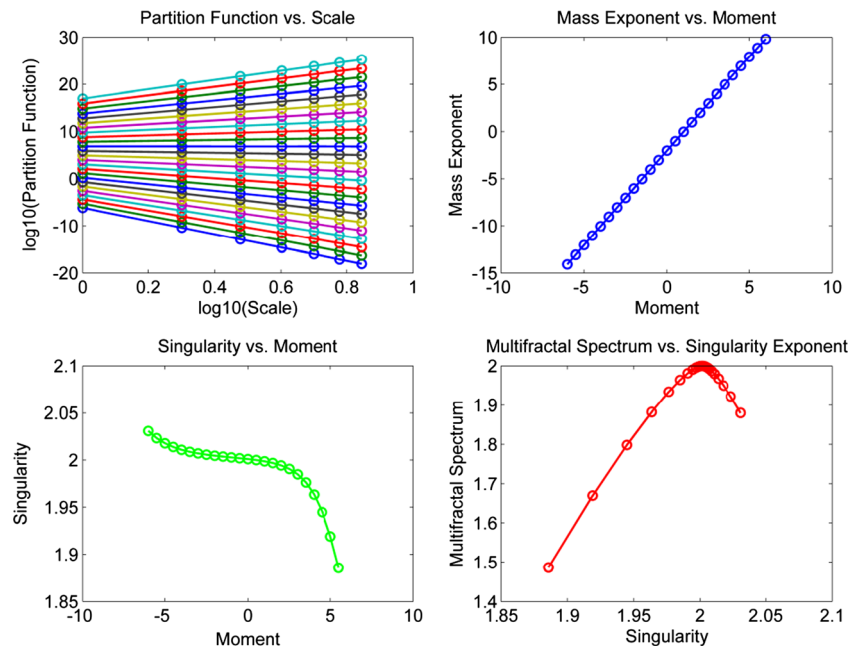 Partition Function vs. Scale
30
20
10
0
-10
-20
log10(Partition Function)
0 0.2 0.4 0.6 0.8 1
log10(Scale)
Mass Exponent vs. Moment
10
5
0
-5
-10
-15
Mass Exponent
-10 -5 0 5 10
Moment
Singularity vs. Moment
2.1
2.05
2
1.95
1.9
1.85
Singularity
-10 -5 0 5 10
Moment
Multifractal Spectrum vs. Singularity Exponent
2
1.9
1.8
1.7
1.6
1.5
1.4
Multifractal Spectrum
1.85 1.9 1.95 2 2.05 2.1
Singularity